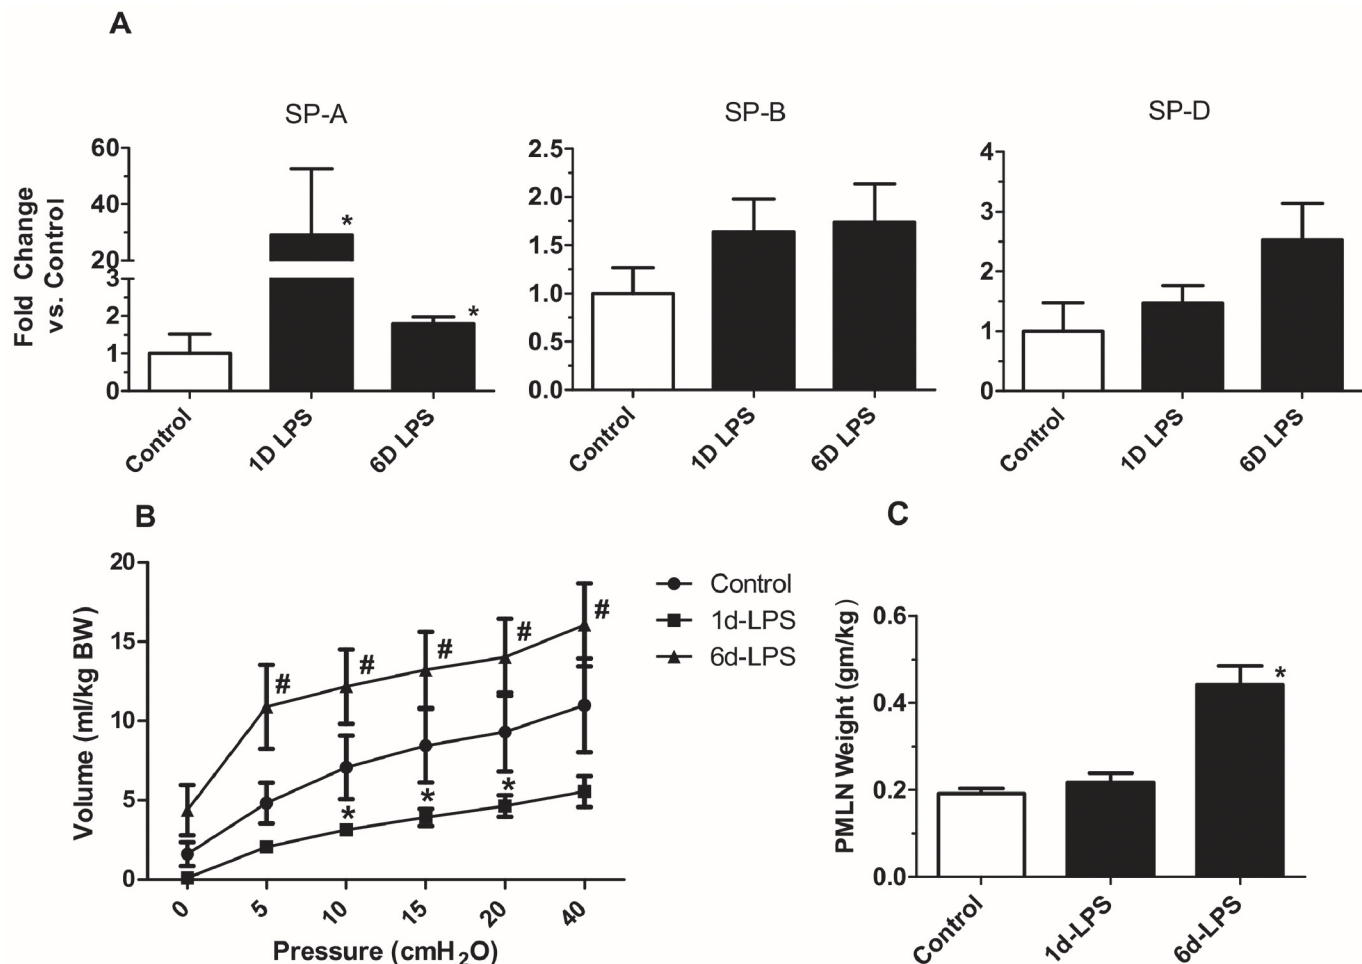 A
SP-A
SP-B
SP-D
Fold Change
vs. Control
60
40
20
3
2
1
0
*
*
Control
1D LPS
6D LPS
2.5
2.0
1.5
1.0
0.5
0.0
Control
1D LPS
6D LPS
4
3
2
1
0
Control
1D LPS
6D LPS
B
Volume (ml/kg BW)
20
15
10
5
0
#
#
#
#
#
*
*
*
0
5
10
15
20
40
Pressure (cmH₂O)
Control
1d-LPS
6d-LPS
C
PMLN Weight (gm/kg)
0.6
0.4
0.2
0.0
*
Control
1d-LPS
6d-LPS